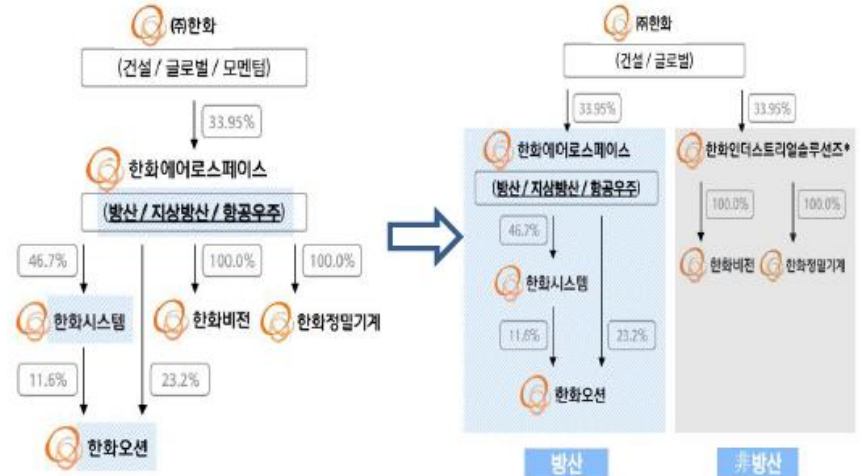 ㈜한화
(건설 / 글로벌 / 모멘텀)
33.95%
한화에어로스페이스
(방산 / 지상방산 / 항공우주)
46.7%
100.0%
100.0%
한화시스템
한화비전
한화정밀기계
11.6%
23.2%
한화오션
㈜한화
(건설 / 글로벌)
33.95%
33.95%
한화에어로스페이스
한화인더스트리얼솔루션즈*
(방산 / 지상방산 / 항공우주)
46.7%
100.0%
100.0%
한화시스템
한화비전
한화정밀기계
11.6%
23.2%
한화오션
방산
非방산